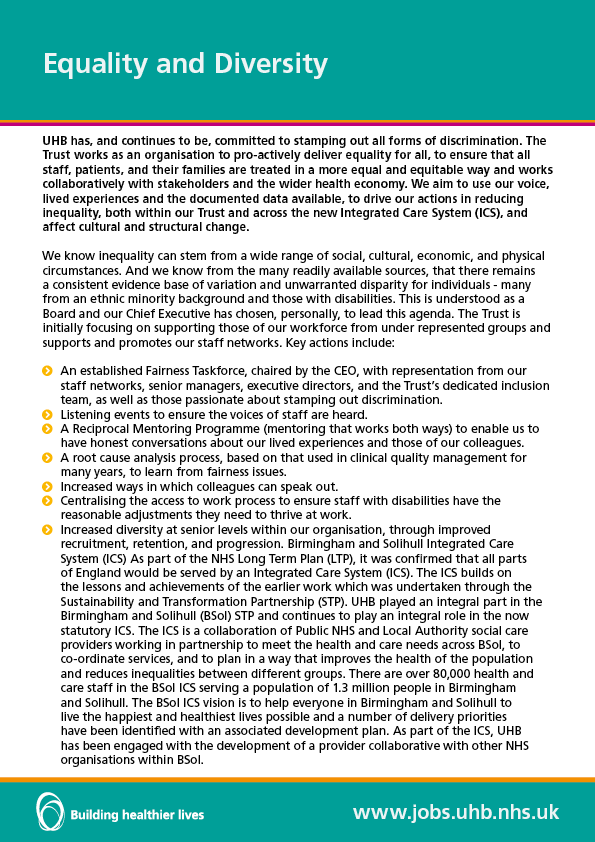 Equality and Diversity
UHB has, and continues to be, committed to stamping out all forms of discrimination. The
Trust works as an organisation to pro-actively deliver equality for all, to ensure that all
staff, patients, and their families are treated in a more equal and equitable way and works
collaboratively with stakeholders and the wider health economy. We aim to use our voice,
lived experiences and the documented data available, to drive our actions in reducing
inequality, both within our Trust and across the new Integrated Care System (ICS), and
affect cultural and structural change.
We know inequality can stem from a wide range of social, cultural, economic, and physical
circumstances. And we know from the many readily available sources, that there remains
a consistent evidence base of variation and unwarranted disparity for individuals - many
from an ethnic minority background and those with disabilities. This is understood as a
Board and our Chief Executive has chosen, personally, to lead this agenda. The Trust is
initially focusing on supporting those of our workforce from under represented groups and
supports and promotes our staff networks. Key actions include:
An established Fairness Taskforce, chaired by the CEO, with representation from our
staff networks, senior managers, executive directors, and the Trust's dedicated inclusion
team, as well as those passionate about stamping out discrimination.
Listening events to ensure the voices of staff are heard.
A Reciprocal Mentoring Programme (mentoring that works both ways) to enable us to
have honest conversations about our lived experiences and those of our colleagues.
A root cause analysis process, based on that used in clinical quality management for
many years, to learn from fairness issues.
Increased ways in which colleagues can speak out.
Centralising the access to work process to ensure staff with disabilities have the
reasonable adjustments they need to thrive at work.
Increased diversity at senior levels within our organisation, through improved
recruitment, retention, and progression. Birmingham and Solihull Integrated Care
System (ICS) As part of the NHS Long Term Plan (LTP), it was confirmed that all parts
of England would be served by an Integrated Care System (ICS). The ICS builds on
the lessons and achievements of the earlier work which was undertaken through the
Sustainability and Transformation Partnership (STP). UHB played an integral part in the
Birmingham and Solihull (BSol) STP and continues to play an integral role in the now
statutory ICS. The ICS is a collaboration of Public NHS and Local Authority social care
providers working in partnership to meet the health and care needs across BSol, to
co-ordinate services, and to plan in a way that improves the health of the population
and reduces inequalities between different groups. There are over 80,000 health and
care staff in the BSol ICS serving a population of 1.3 million people in Birmingham
and Solihull. The BSol ICS vision is to help everyone in Birmingham and Solihull to
live the happiest and healthiest lives possible and a number of delivery priorities
have been identified with an associated development plan. As part of the ICS, UHB
has been engaged with the development of a provider collaborative with other NHS
organisations within BSol.
Building healthier lives
www.jobs.uhb.nhs.uk